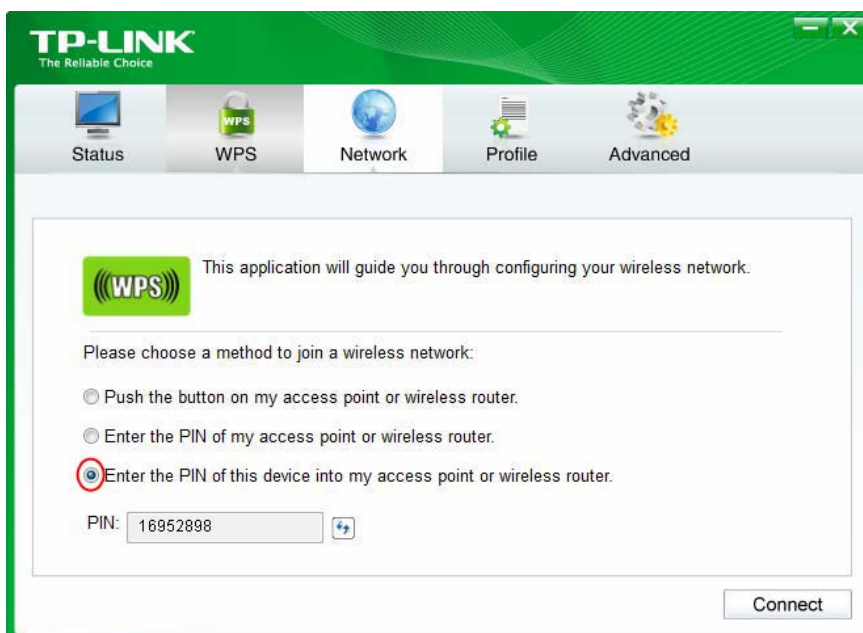 TP-LINK
The Reliable Choice
Status
WPS
WPS
Network
Profile
Advanced
WPS
This application will guide you through configuring your wireless network.
Please choose a method to join a wireless network:
Push the button on my access point or wireless router.
Enter the PIN of my access point or wireless router.
Enter the PIN of this device into my access point or wireless router.
PIN: 16952898
Connect